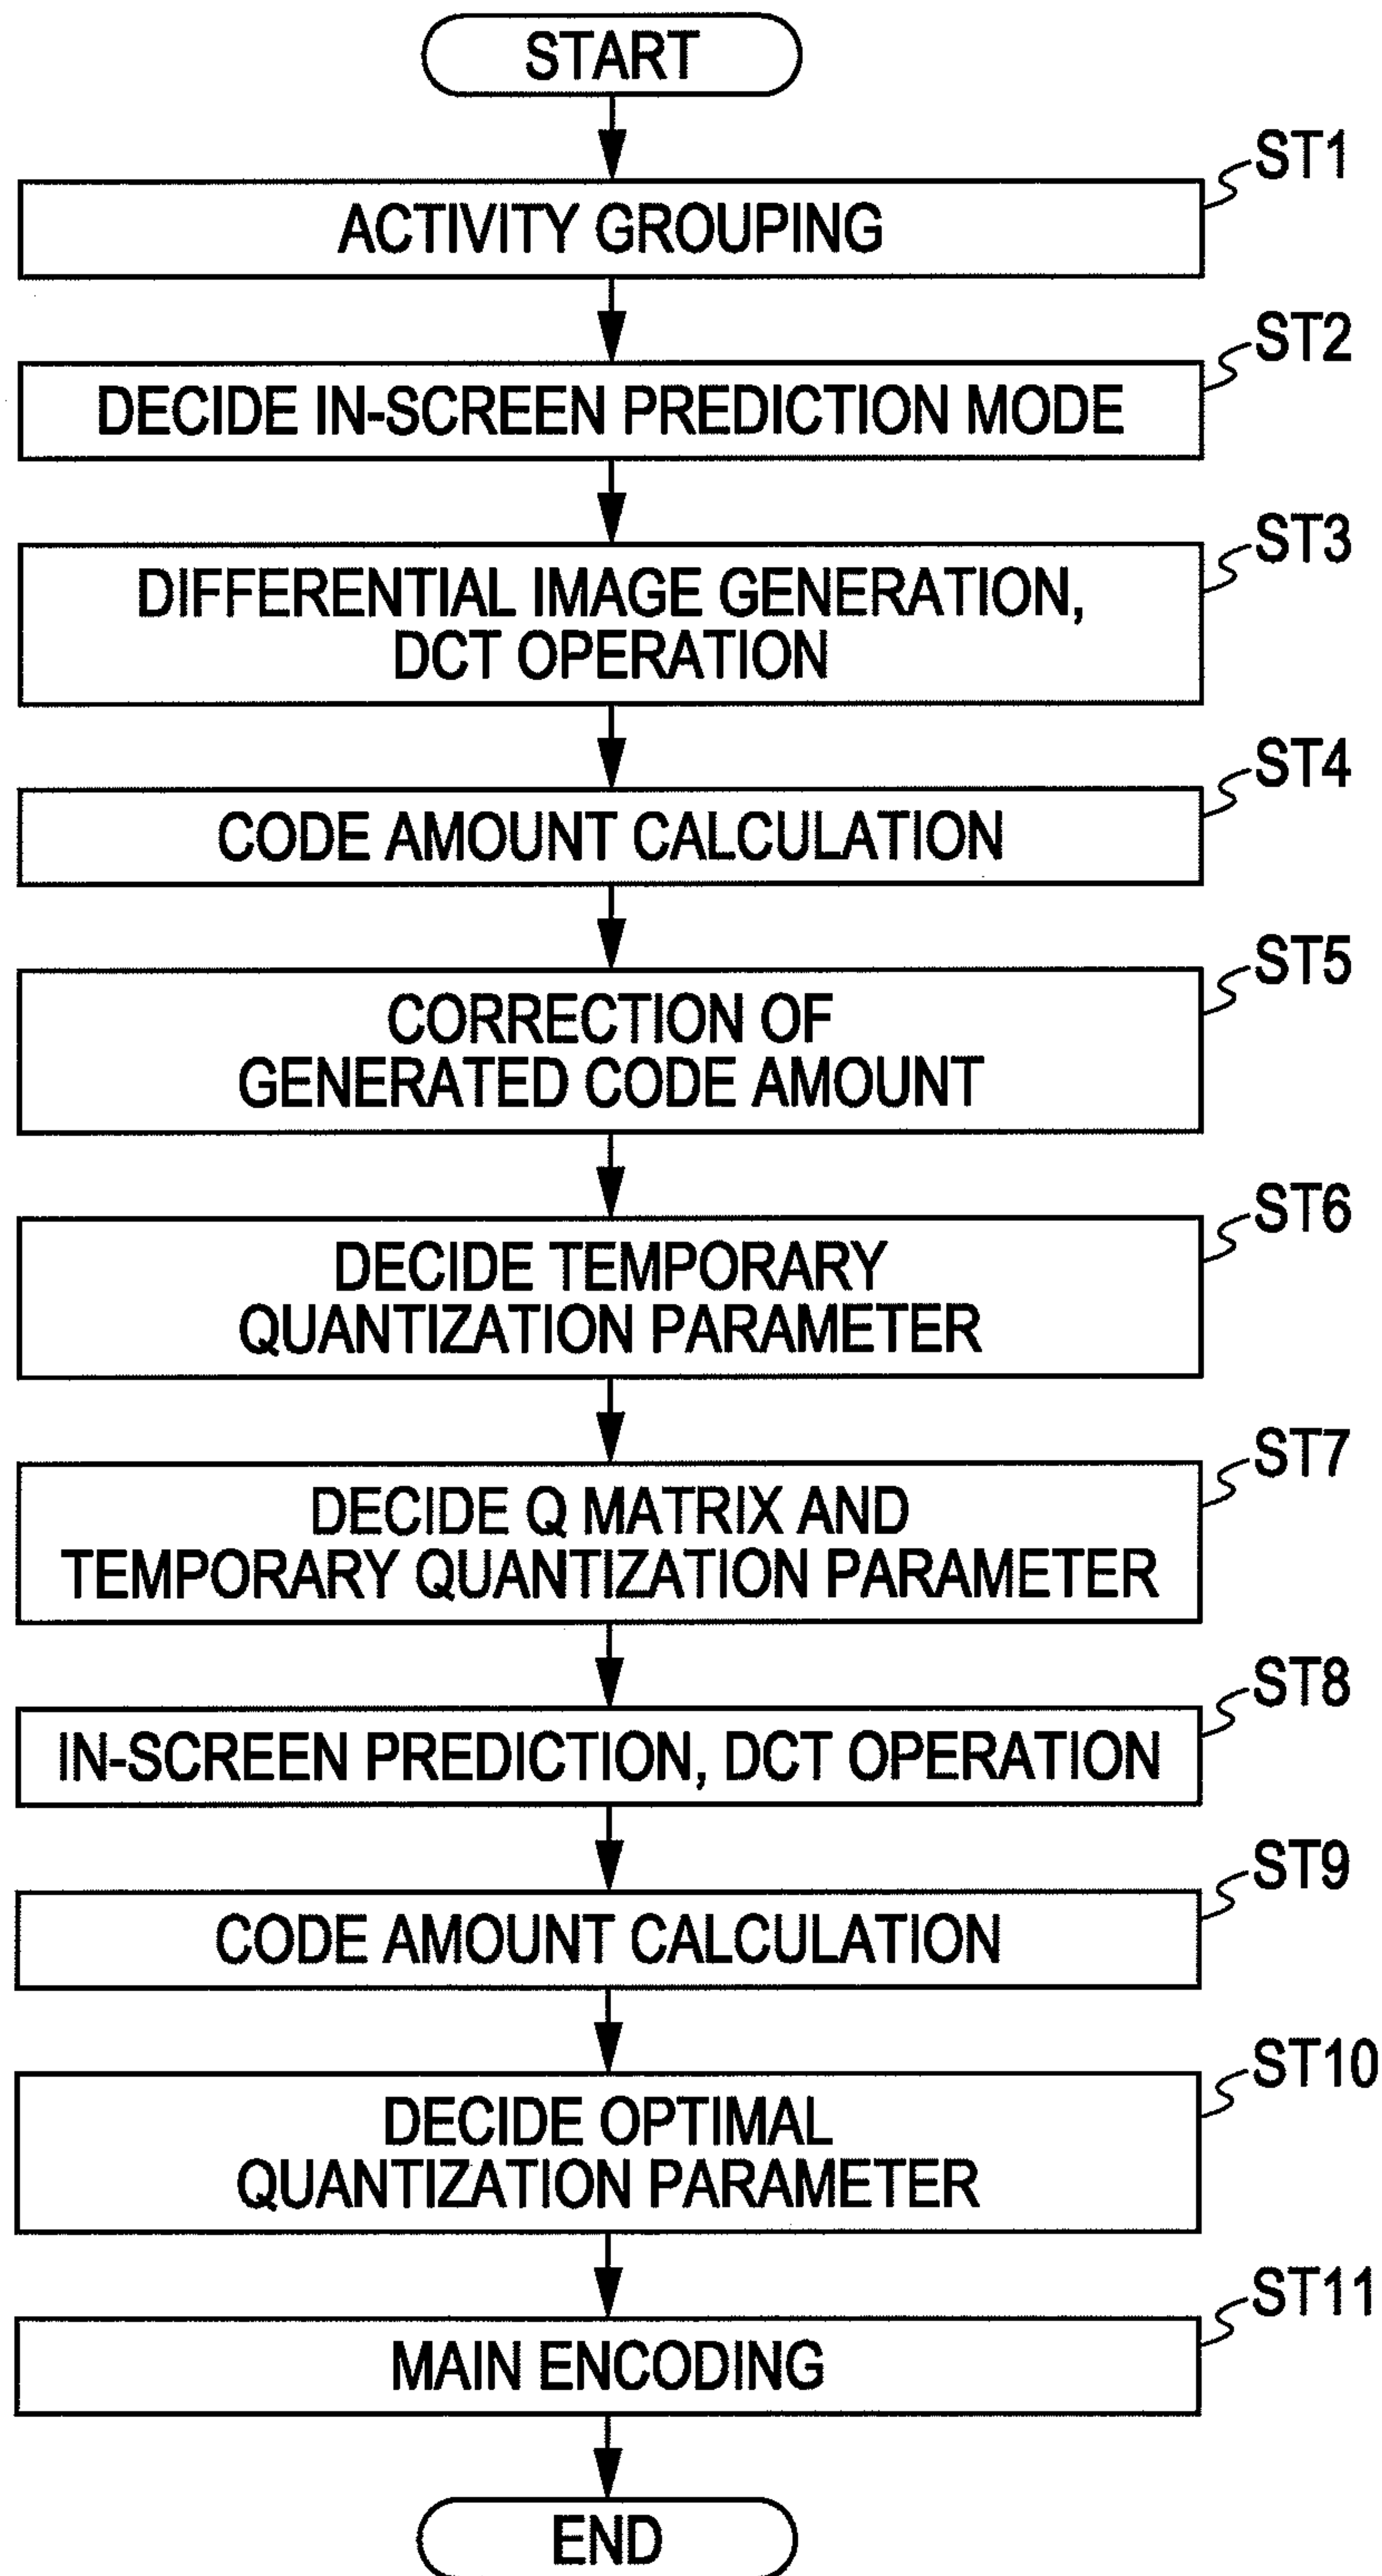 START
ST1
ACTIVITY GROUPING
ST2
DECIDE IN-SCREEN PREDICTION MODE
ST3
DIFFERENTIAL IMAGE GENERATION,
DCT OPERATION
ST4
CODE AMOUNT CALCULATION
ST5
CORRECTION OF
GENERATED CODE AMOUNT
ST6
DECIDE TEMPORARY
QUANTIZATION PARAMETER
ST7
DECIDE Q MATRIX AND
TEMPORARY QUANTIZATION PARAMETER
ST8
IN-SCREEN PREDICTION, DCT OPERATION
ST9
CODE AMOUNT CALCULATION
ST10
DECIDE OPTIMAL
QUANTIZATION PARAMETER
ST11
MAIN ENCODING
END